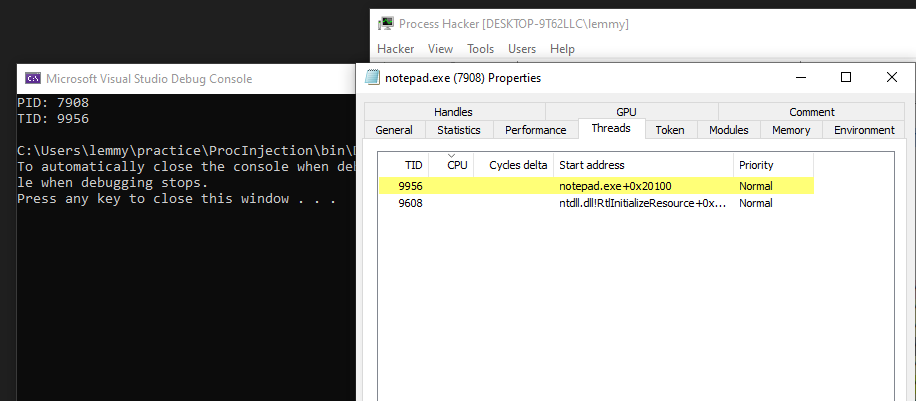 Process Hacker [DESKTOP-9T62LLC\lemmy]
Hacker View Tools Users Help
Microsoft Visual Studio Debug Console
PID: 7908
TID: 9956
C:\Users\lemmy\practice\ProcInjection\bin\
To automatically close the console when de
le when debugging stops.
Press any key to close this window . . .
notepad.exe (7908) Properties
Handles GPU Comment
General Statistics Performance Threads Token Modules Memory Environment
TID CPU Cycles delta Start address Priority
9956 notepad.exe+0x20100 Normal
9608 ntdll.dll!RtlInitializeResource+0x... Normal